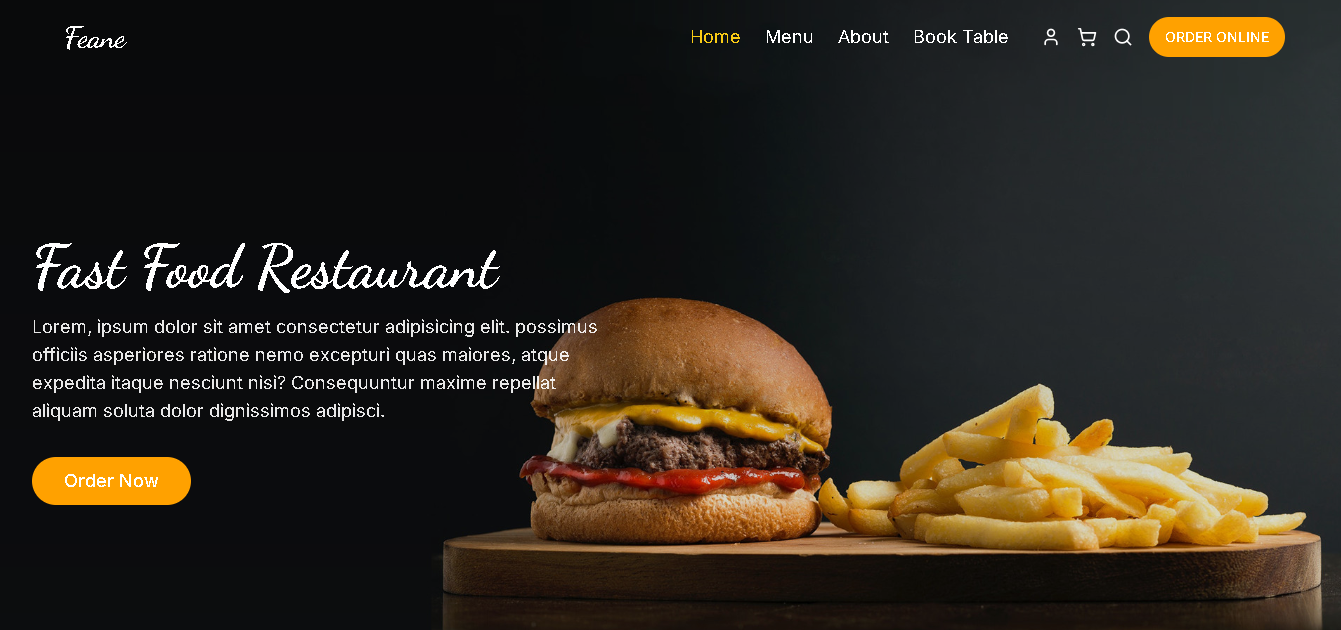 Feane
Home Menu About Book Table ORDER ONLINE
Fast Food Restaurant
Lorem, ipsum dolor sit amet consectetur adipisicing elit. possimus
officiis asperiores ratione nemo excepturi quas maiores, atque
expedita itaque nesciunt nisi? Consequuntur maxime repellat
aliquam soluta dolor dignissimos adipisci.
Order Now